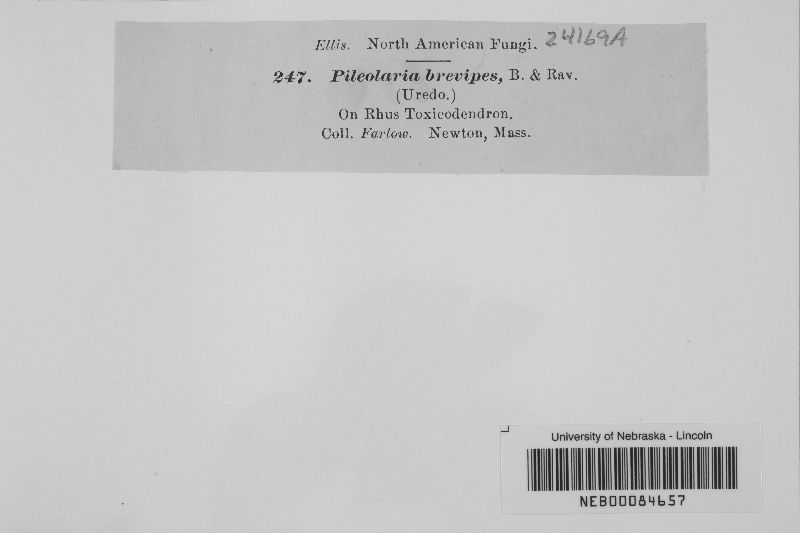 Ellis. North American Fungi. 24169A
247. Pileolaria brevipes, B. & Rav.
(Uredo.)
On Rhus Toxicodendron.
Coll. Farlow. Newton, Mass.
University of Nebraska - Lincoln
NEB00084657